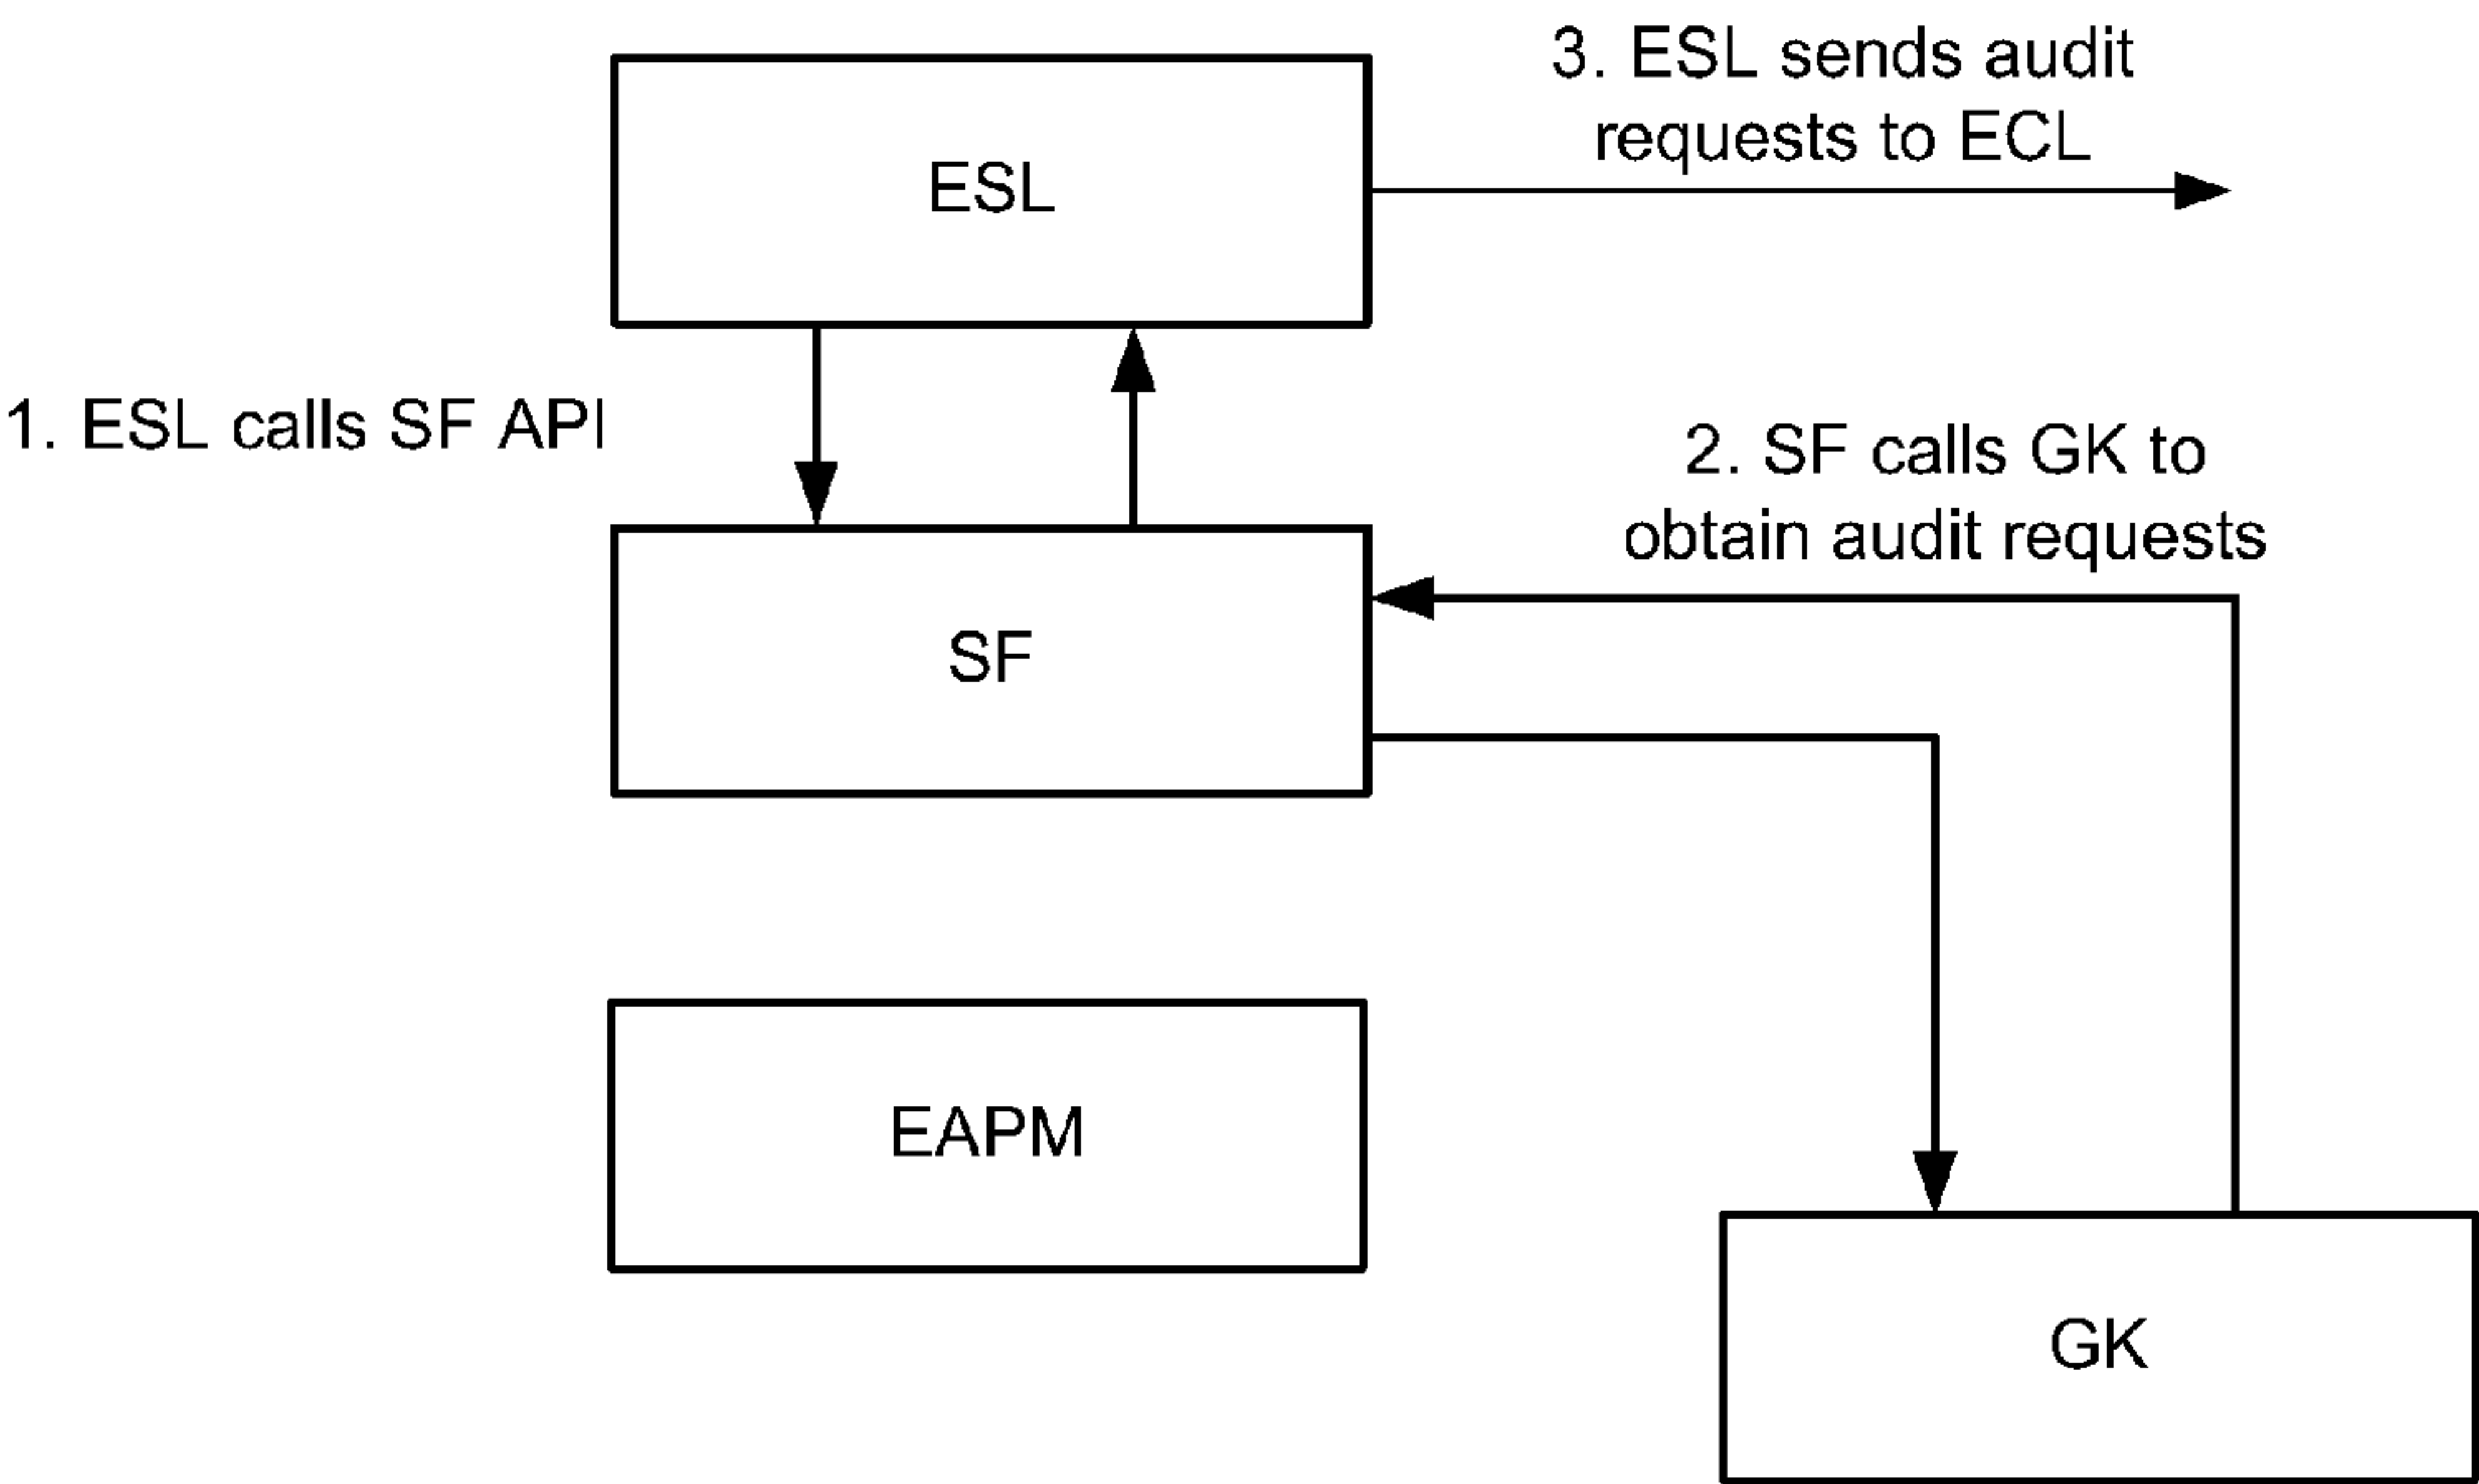 3. ESL sends audit
requests to ECL
ESL
1. ESL calls SF API
2. SF calls GK to
obtain audit requests
SF
EAPM
GK